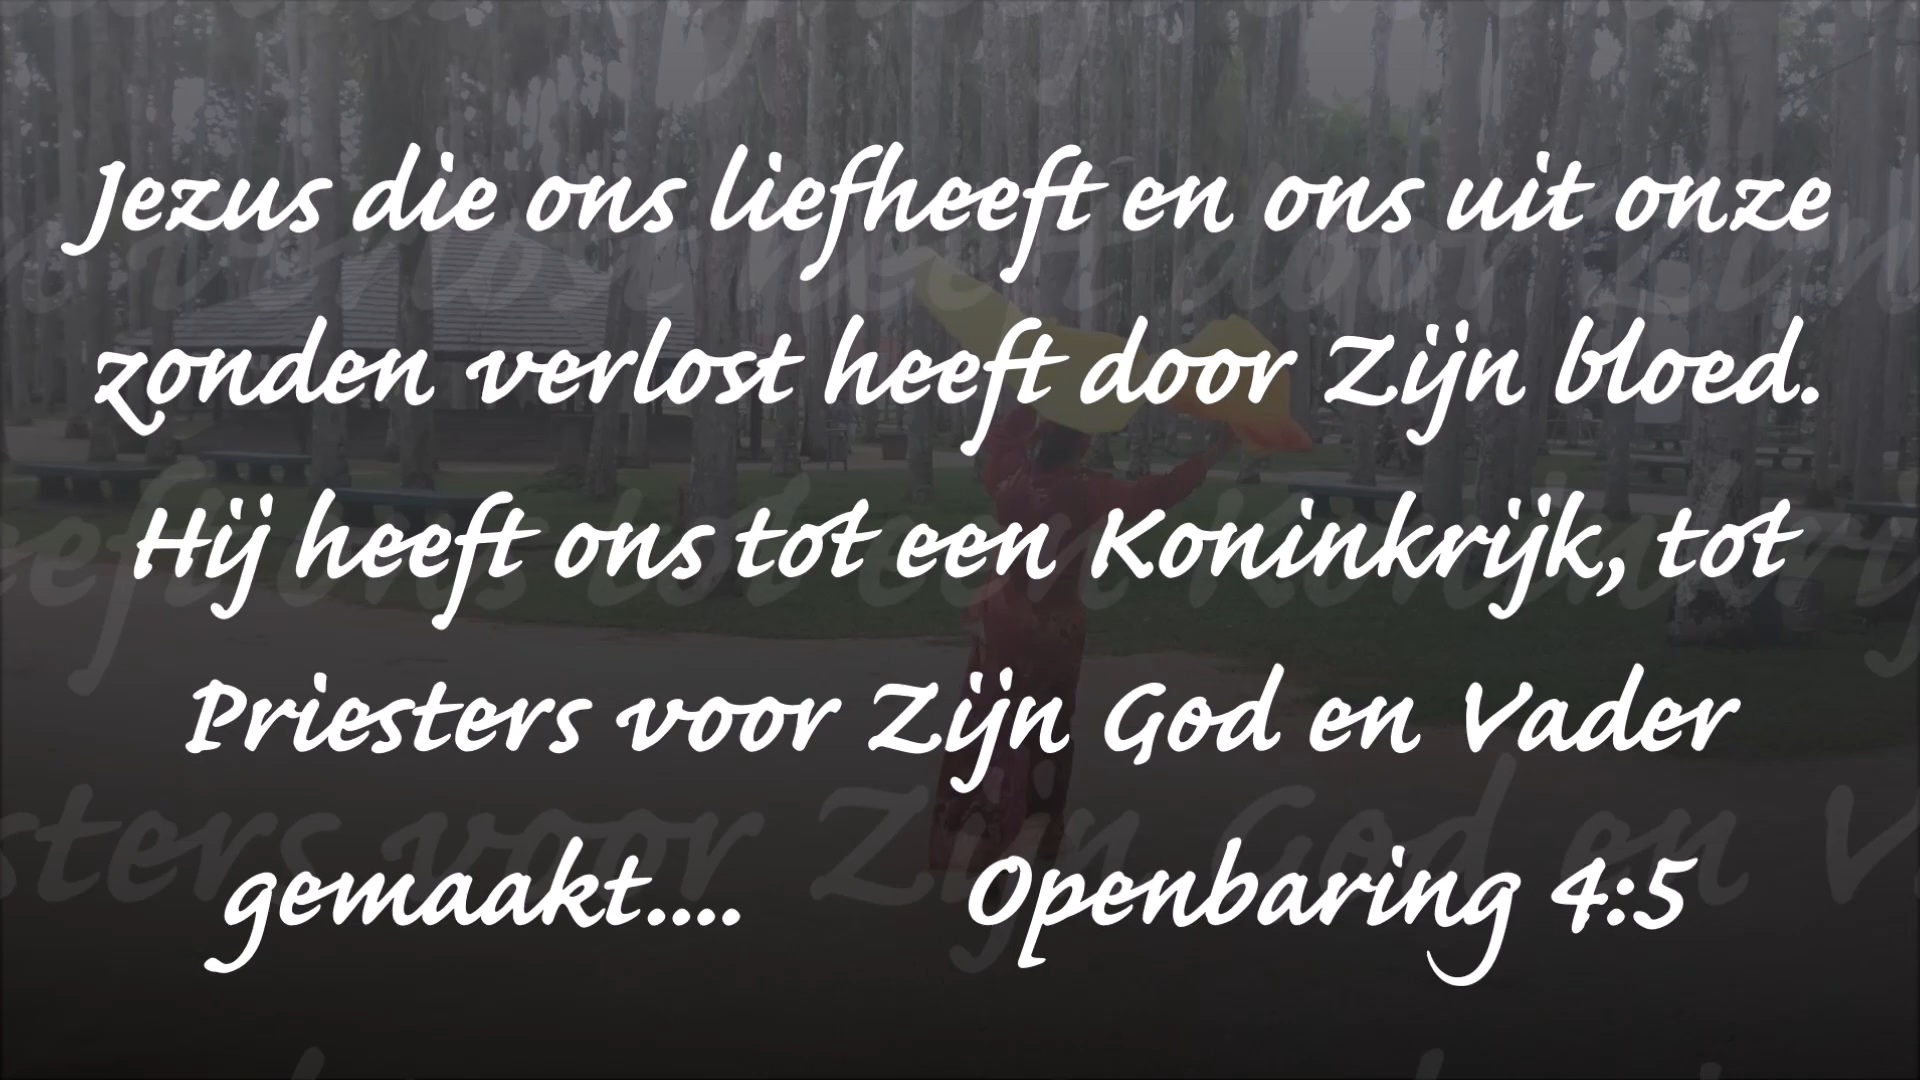 Jezus die ons liefheeft en ons uit onze
zonden verlost heeft door Zijn bloed.
Hij heeft ons tot een Koninkrijk, tot
Priesters voor Zijn God en Vader
gemaakt.... Openbaring 4:5